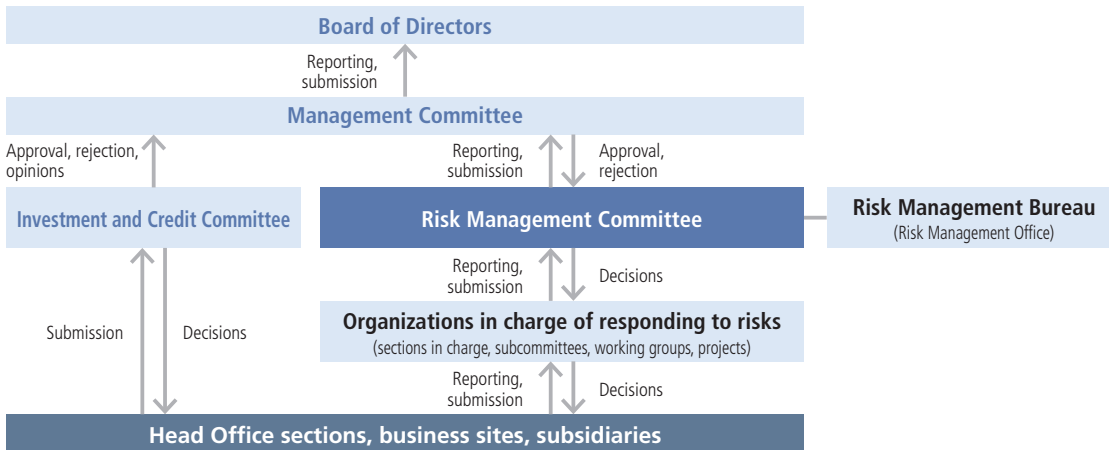 Board of Directors
Reporting,
submission
Management Committee
Approval, rejection,
opinions
Reporting,
submission
Approval,
rejection
Investment and Credit Committee
Risk Management Committee
Risk Management Bureau
(Risk Management Office)
Reporting,
submission
Decisions
Submission
Decisions
Organizations in charge of responding to risks
(sections in charge, subcommittees, working groups, projects)
Reporting,
submission
Decisions
Head Office sections, business sites, subsidiaries